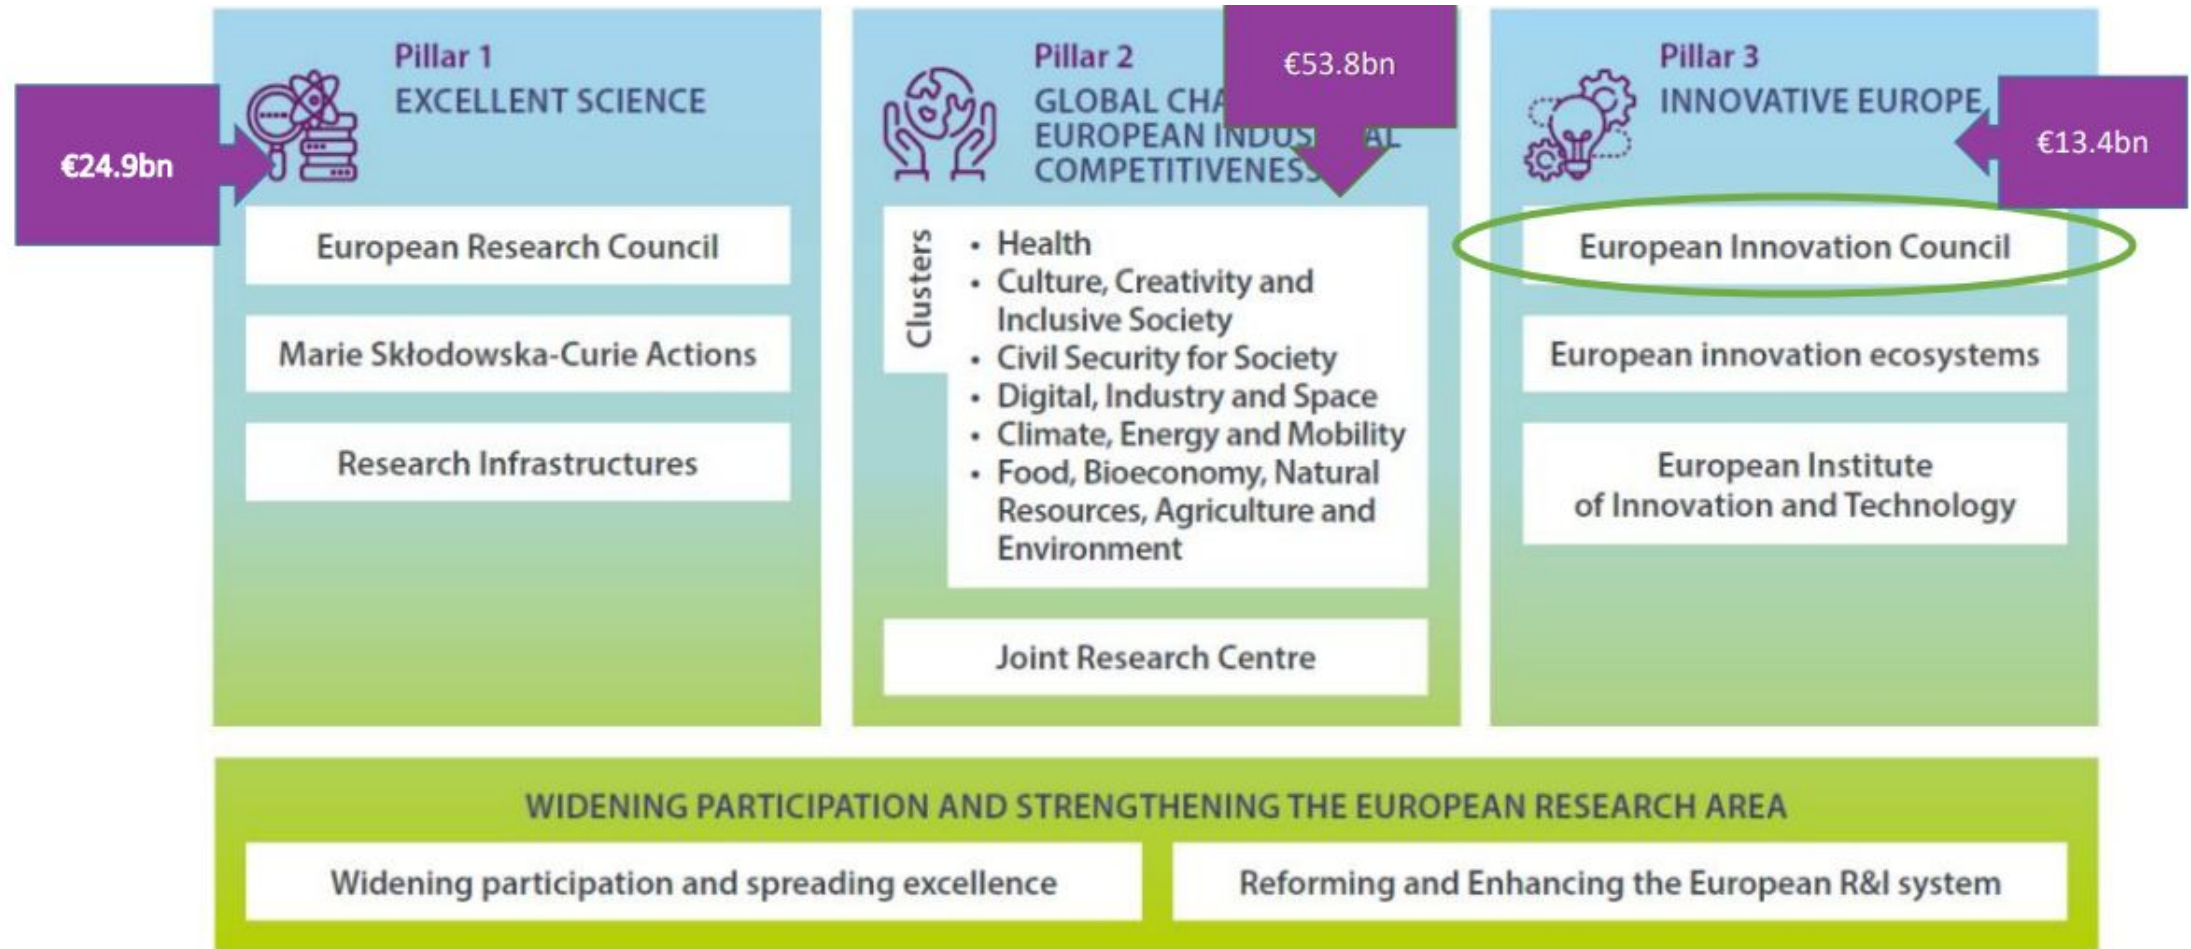 €24.9bn
Pillar 1
EXCELLENT SCIENCE
European Research Council
Marie Skłodowska-Curie Actions
Research Infrastructures
€53.8bn
Pillar 2
GLOBAL
EUROPEAN
COMPETITIVENESS
Clusters
• Health
• Culture, Creativity and
Inclusive Society
• Civil Security for Society
• Digital, Industry and Space
• Climate, Energy and Mobility
• Food, Bioeconomy, Natural
Resources, Agriculture and
Environment
Joint Research Centre
€13.4bn
Pillar 3
INNOVATIVE EUROPE
European Innovation Council
European innovation ecosystems
European Institute
of Innovation and Technology
WIDENING PARTICIPATION AND STRENGTHENING THE EUROPEAN RESEARCH AREA
Widening participation and spreading excellence
Reforming and Enhancing the European R&I system